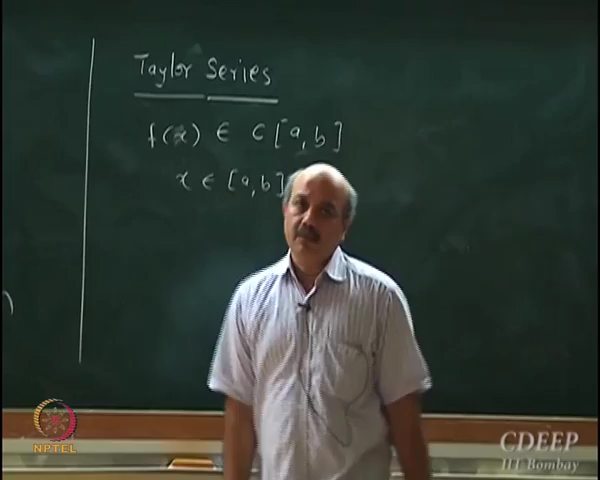 Taylor Series
f(x) ∈ C[a,b]
x ∈ [a,b]
NPTEL
CDEEP
IIT Bombay